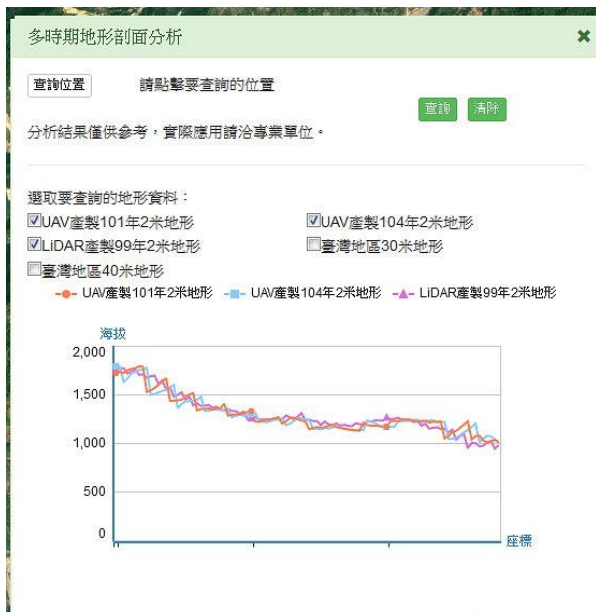 多時期地形剖面分析
查詢位置 請點擊要查詢的位置
查詢 清除
分析結果僅供參考，實際應用請洽專業單位。
選取要查詢的地形資料：
UAV產製101年2米地形 UAV產製104年2米地形
LiDAR產製99年2米地形 臺灣地區30米地形
臺灣地區40米地形
UAV產製101年2米地形 UAV產製104年2米地形 LiDAR產製99年2米地形
海拔
2,000
1,500
1,000
500
0
座標